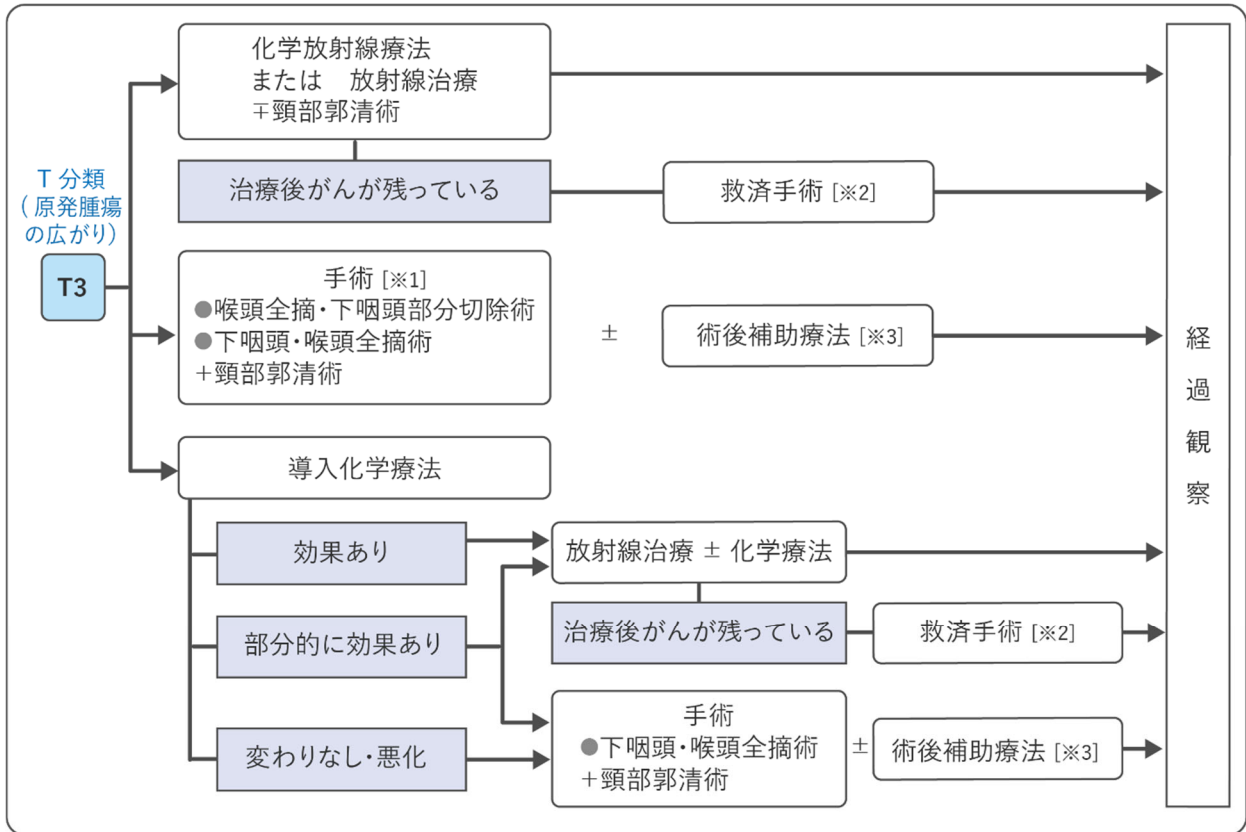 T 分類
( 原発腫瘍
の広がり)
T3
化学放射線療法
または 放射線治療
∓頸部郭清術
治療後がんが残っている
救済手術 [※2]
手術 [※1]
●喉頭全摘・下咽頭部分切除術
●下咽頭・喉頭全摘術
+頸部郭清術
±
術後補助療法 [※3]
導入化学療法
効果あり
放射線治療 ± 化学療法
治療後がんが残っている
救済手術 [※2]
部分的に効果あり
変わりなし・悪化
手術
●下咽頭・喉頭全摘術
+頸部郭清術
±
術後補助療法 [※3]
経過観察